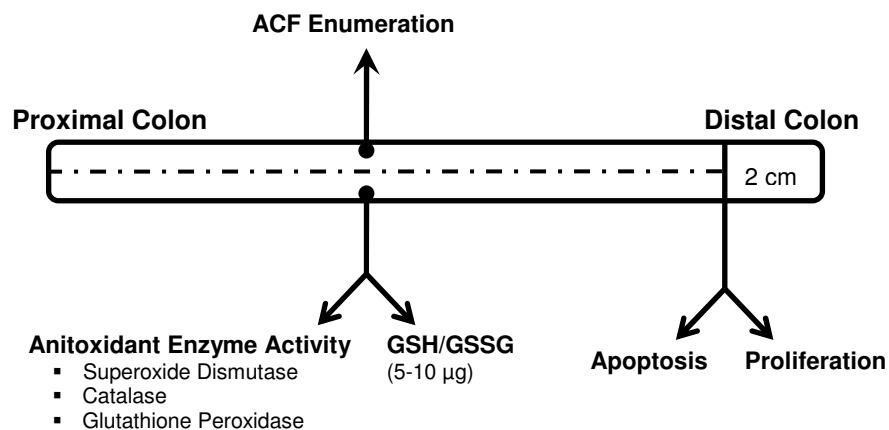 ACF Enumeration
Proximal Colon
Distal Colon
2 cm
Anitoxidant Enzyme Activity
▪ Superoxide Dismutase
▪ Catalase
▪ Glutathione Peroxidase
GSH/GSSG
(5-10 µg)
Apoptosis
Proliferation